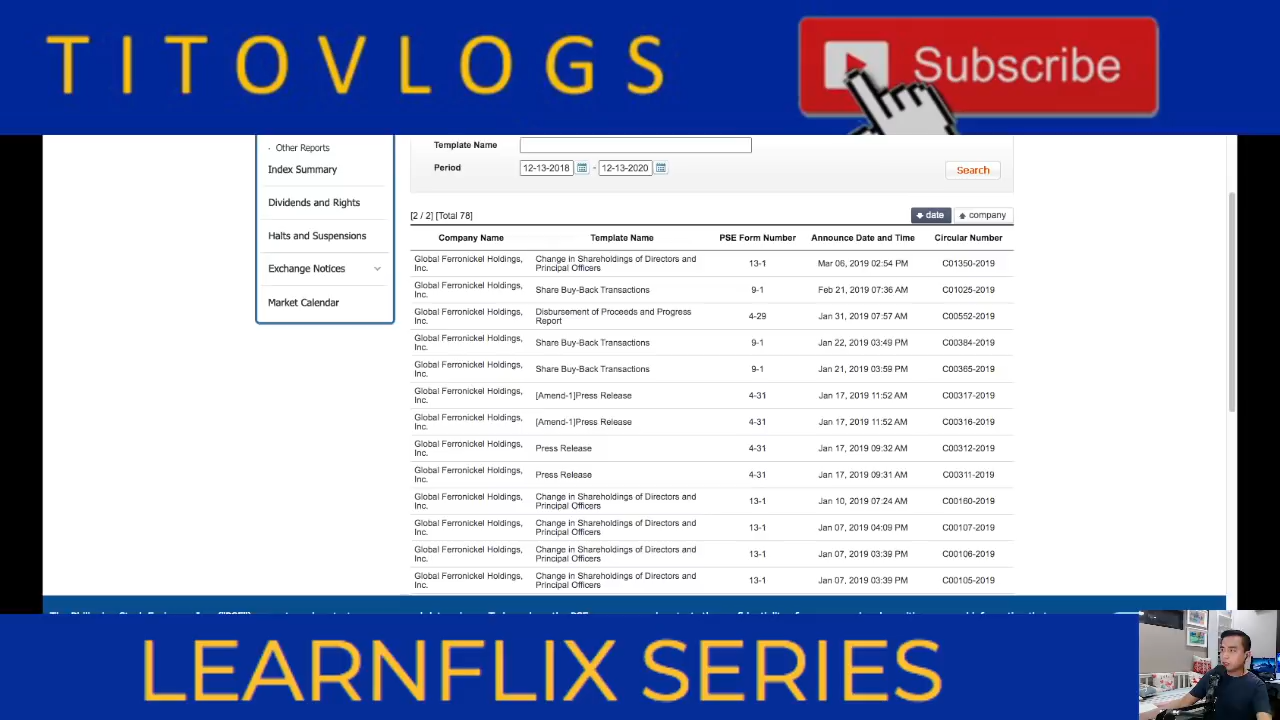 TITOVLOGS
Subscribe
· Other Reports
Index Summary
Dividends and Rights
Halts and Suspensions
Exchange Notices
Market Calendar
Template Name
Period 12-13-2018 - 12-13-2020
Search
[2 / 2] [Total 78]
date company
Company Name Template Name PSE Form Number Announce Date and Time Circular Number
Global Ferronickel Holdings, Inc. Change in Shareholdings of Directors and Principal Officers 13-1 Mar 06, 2019 02:54 PM C01350-2019
Global Ferronickel Holdings, Inc. Share Buy-Back Transactions 9-1 Feb 21, 2019 07:36 AM C01025-2019
Global Ferronickel Holdings, Inc. Disbursement of Proceeds and Progress Report 4-29 Jan 31, 2019 07:57 AM C00552-2019
Global Ferronickel Holdings, Inc. Share Buy-Back Transactions 9-1 Jan 22, 2019 03:49 PM C00384-2019
Global Ferronickel Holdings, Inc. Share Buy-Back Transactions 9-1 Jan 21, 2019 03:59 PM C00365-2019
Global Ferronickel Holdings, Inc. [Amend-1]Press Release 4-31 Jan 17, 2019 11:52 AM C00317-2019
Global Ferronickel Holdings, Inc. [Amend-1]Press Release 4-31 Jan 17, 2019 11:52 AM C00316-2019
Global Ferronickel Holdings, Inc. Press Release 4-31 Jan 17, 2019 09:32 AM C00312-2019
Global Ferronickel Holdings, Inc. Press Release 4-31 Jan 17, 2019 09:31 AM C00311-2019
Global Ferronickel Holdings, Inc. Change in Shareholdings of Directors and Principal Officers 13-1 Jan 10, 2019 07:24 AM C00160-2019
Global Ferronickel Holdings, Inc. Change in Shareholdings of Directors and Principal Officers 13-1 Jan 07, 2019 04:09 PM C00107-2019
Global Ferronickel Holdings, Inc. Change in Shareholdings of Directors and Principal Officers 13-1 Jan 07, 2019 03:39 PM C00106-2019
Global Ferronickel Holdings, Inc. Change in Shareholdings of Directors and Principal Officers 13-1 Jan 07, 2019 03:39 PM C00105-2019
LEARNFLIX SERIES